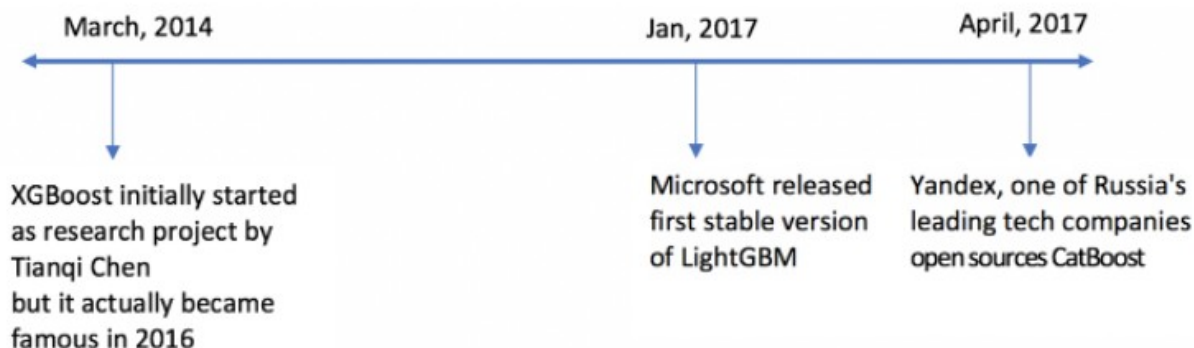 March, 2014
Jan, 2017
April, 2017
XGBoost initially started
as research project by
Tianqi Chen
but it actually became
famous in 2016
Microsoft released
first stable version
of LightGBM
Yandex, one of Russia's
leading tech companies
open sources CatBoost